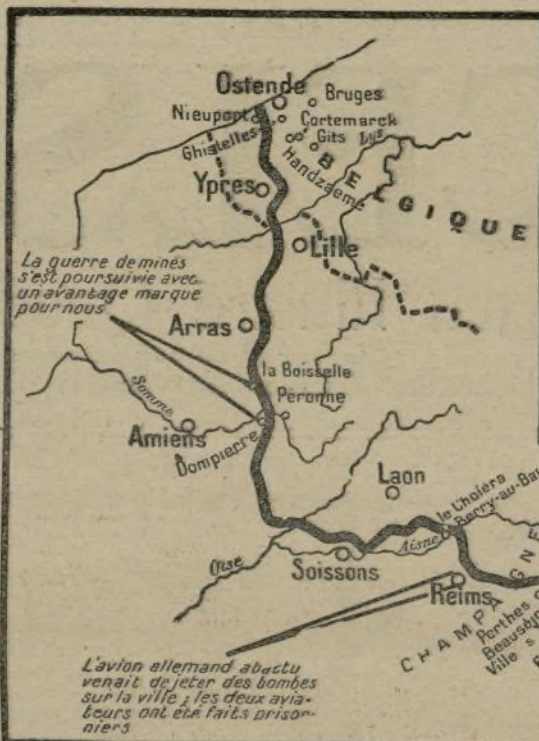 Ostende
Bruges
Nieuport
Cortemarck
Ghistelles
Gits
Lys
Handzaeme
Ypres
BELGIQUE
Lille
La guerre de mines
s'est poursuivie avec
un avantage marque
pour nous
Arras
la Boisselle
Somme
Péronne
Amiens
Dompierre
Laon
le Choléra
Berry-au-Bac
Aisne
Oise
Soissons
Reims
CHAMPAGNE
Perthes
Ville s
L'avion allemand abattu
venait de jeter des bombes
sur la ville ; les deux avia-
teurs ont été faits prison-
niers